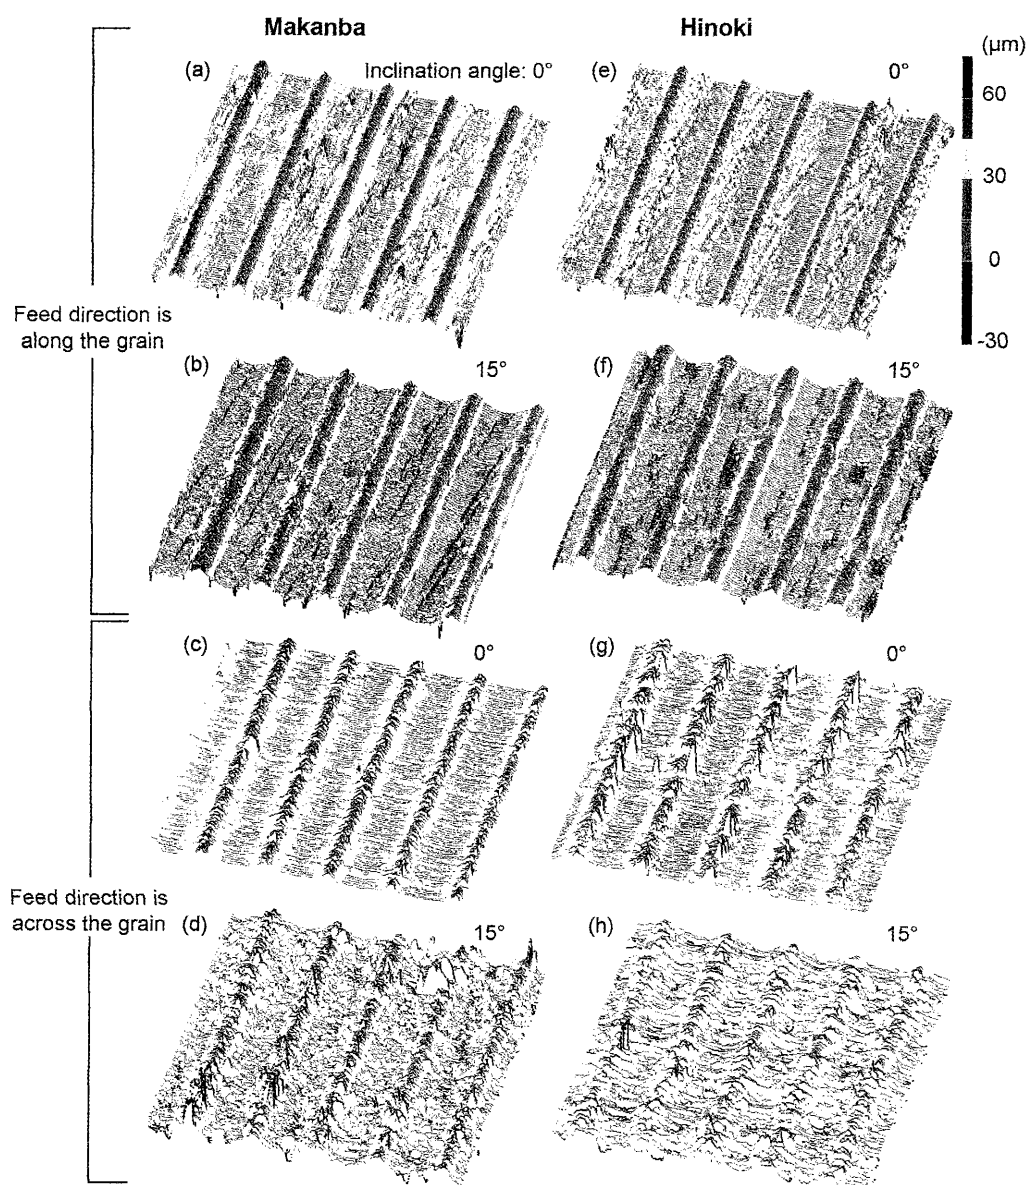 Makanba
Hinoki
(μm)
(a)
Inclination angle: 0°
(e)
0°
60
30
0
-30
Feed direction is
along the grain
(b)
15°
(f)
15°
(c)
0°
(g)
0°
Feed direction is
across the grain
(d)
15°
(h)
15°